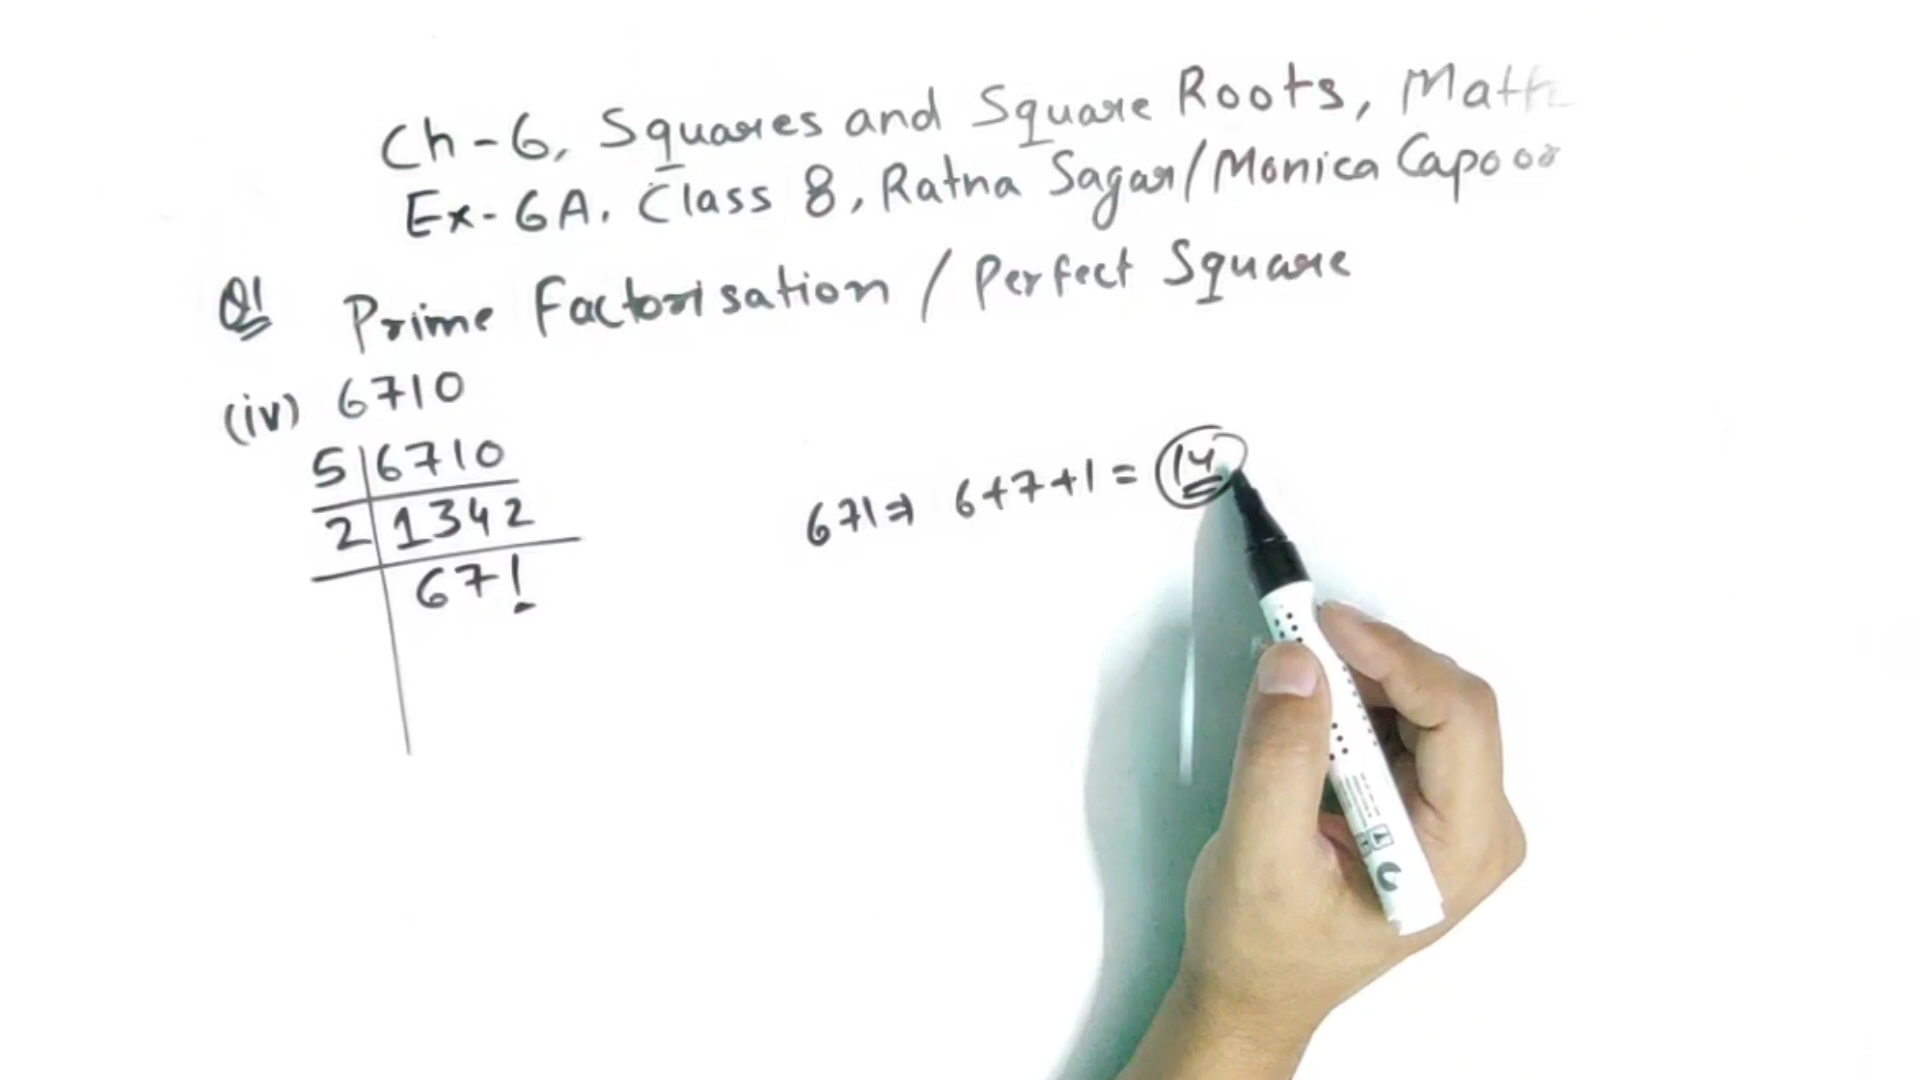 Ch-6, Squares and Square Roots, Math
Ex-6A, Class 8, Ratna Sagar/Monica Capoor
Q1 Prime Factorisation / Perfect Square
(iv) 6710
5 | 6710
2 | 1342
671
671⇒ 6+7+1 = 14